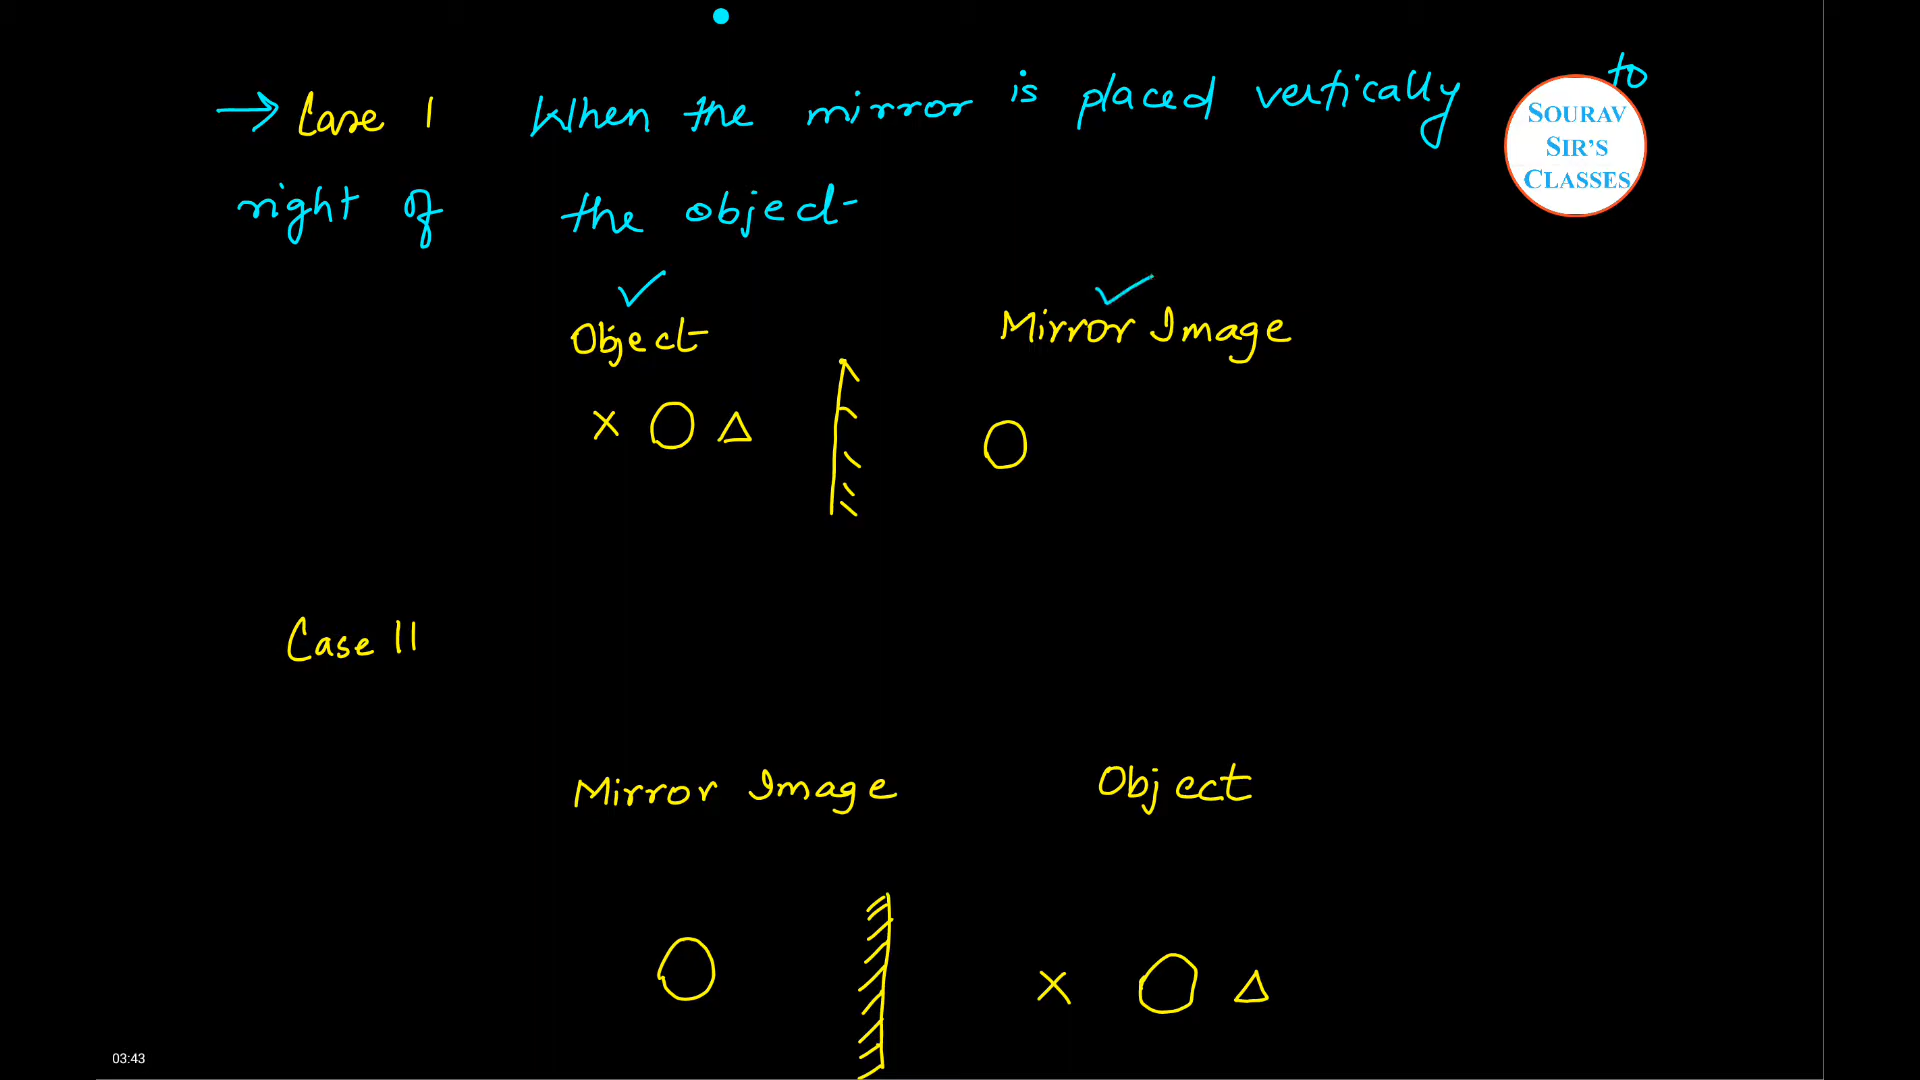 → Case I When the mirror is placed vertically to
SOURAV
SIR'S
CLASSES
right of the object
Object Mirror Image
X O Δ O
Case II
Mirror Image Object
O X O Δ
03:43